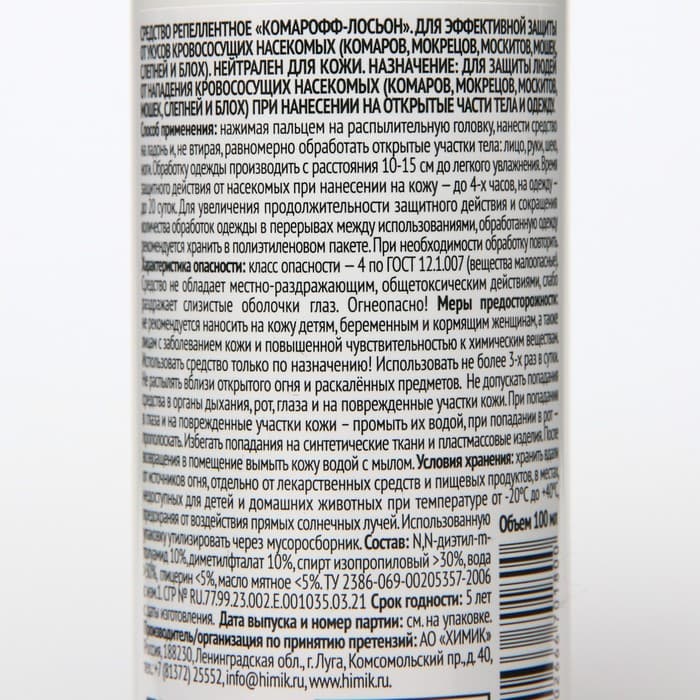 СРЕДСТВО РЕПЕЛЛЕНТНОЕ «КОМАРОФФ-ЛОСЬОН». ДЛЯ ЭФФЕКТИВНОЙ ЗАЩИТЫ
ОТ УКУСОВ КРОВОСОСУЩИХ НАСЕКОМЫХ (КОМАРОВ, МОКРЕЦОВ, МОСКИТОВ, МОШЕК,
СЛЕПНЕЙ И БЛОХ). НЕЙТРАЛЕН ДЛЯ КОЖИ. НАЗНАЧЕНИЕ: ДЛЯ ЗАЩИТЫ ЛЮДЕЙ
ОТ НАПАДЕНИЯ КРОВОСОСУЩИХ НАСЕКОМЫХ (КОМАРОВ, МОКРЕЦОВ, МОСКИТОВ,
МОШЕК, СЛЕПНЕЙ И БЛОХ) ПРИ НАНЕСЕНИИ НА ОТКРЫТЫЕ ЧАСТИ ТЕЛА И ОДЕЖДУ.
Способ применения: нажимая пальцем на распылительную головку, нанести средство
на ладонь и, не втирая, равномерно обработать открытые участки тела: лицо, руки, шею,
ноги. Обработку одежды производить с расстояния 10-15 см до легкого увлажнения. Время
защитного действия от насекомых при нанесении на кожу – до 4-х часов, на одежду –
до 20 суток. Для увеличения продолжительности защитного действия и сокращения
количества обработок одежды в перерывах между использованиями, обработанную одежду
рекомендуется хранить в полиэтиленовом пакете. При необходимости обработку повторить.
Характеристика опасности: класс опасности – 4 по ГОСТ 12.1.007 (вещества малоопасные).
Средство не обладает местно-раздражающим, общетоксическим действиями, слабо
раздражает слизистые оболочки глаз. Огнеопасно! Меры предосторожности:
не рекомендуется наносить на кожу детям, беременным и кормящим женщинам, а также
лицам с заболеванием кожи и повышенной чувствительностью к химическим веществам.
Использовать средство только по назначению! Использовать не более 3-х раз в сутки.
Не распылять вблизи открытого огня и раскалённых предметов. Не допускать попадания
средства в органы дыхания, рот, глаза и на поврежденные участки кожи. При попадании
в глаза и на поврежденные участки кожи – промыть их водой, при попадании в рот –
прополоскать. Избегать попадания на синтетические ткани и пластмассовые изделия. После
возвращения в помещение вымыть кожу водой с мылом. Условия хранения: хранить вдали
от источников огня, отдельно от лекарственных средств и пищевых продуктов, в местах,
недоступных для детей и домашних животных при температуре от -20°С до +40°С,
предохраняя от воздействия прямых солнечных лучей. Использованную
упаковку утилизировать через мусоросборник. Состав: N,N-диэтил-m-
толуамид 10%, диметилфталат 10%, спирт изопропиловый >30%, вода
>30%, глицерин <5%, масло мятное <5%. ТУ 2386-069-00205357-2006
с изм.1. СГР № RU.77.99.23.002.E.001035.03.21 Срок годности: 5 лет
с даты изготовления. Дата выпуска и номер партии: см. на упаковке.
Производитель/организация по принятию претензий: АО «ХИМИК»
Россия, 188230, Ленинградская обл., г. Луга, Комсомольский пр., д. 40,
тел.: +7 (81372) 25552, info@himik.ru, www.himik.ru.
Объем 100 мл